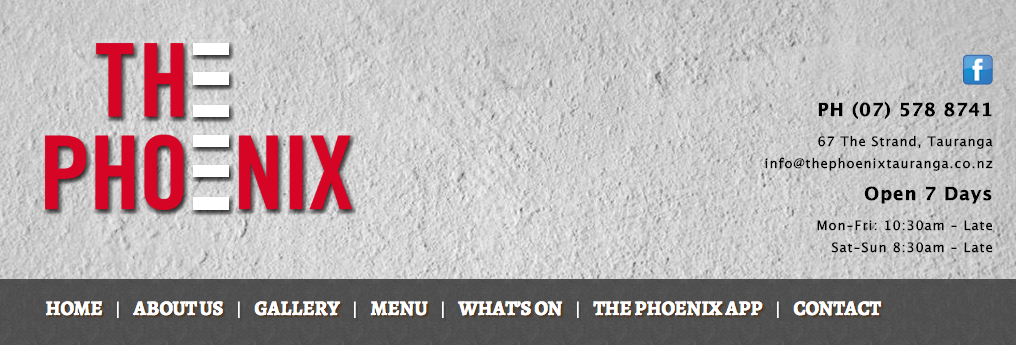 THE
PHOENIX
f
PH (07) 578 8741
67 The Strand, Tauranga
info@thephoenixtauranga.co.nz
Open 7 Days
Mon-Fri: 10:30am - Late
Sat-Sun 8:30am - Late
HOME | ABOUT US | GALLERY | MENU | WHAT'S ON | THE PHOENIX APP | CONTACT